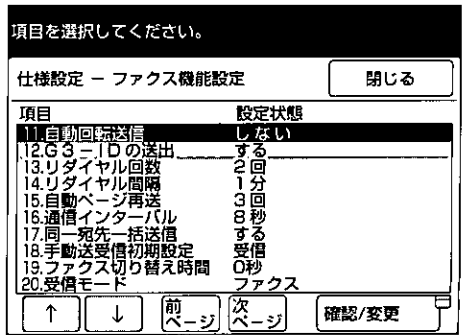 項目を選択してください。
仕様設定 － ファクス機能設定 閉じる
項目 設定状態
11.自動回転送信 しない
12.G3－IDの送出 する
13.リダイヤル回数 2回
14.リダイヤル間隔 1分
15.自動ページ再送 3回
16.通信インターバル 8秒
17.同一宛先一括送信 する
18.手動送受信初期設定 受信
19.ファクス切り替え時間 0秒
20.受信モード ファクス
↑ ↓ 前ページ 次ページ 確認/変更